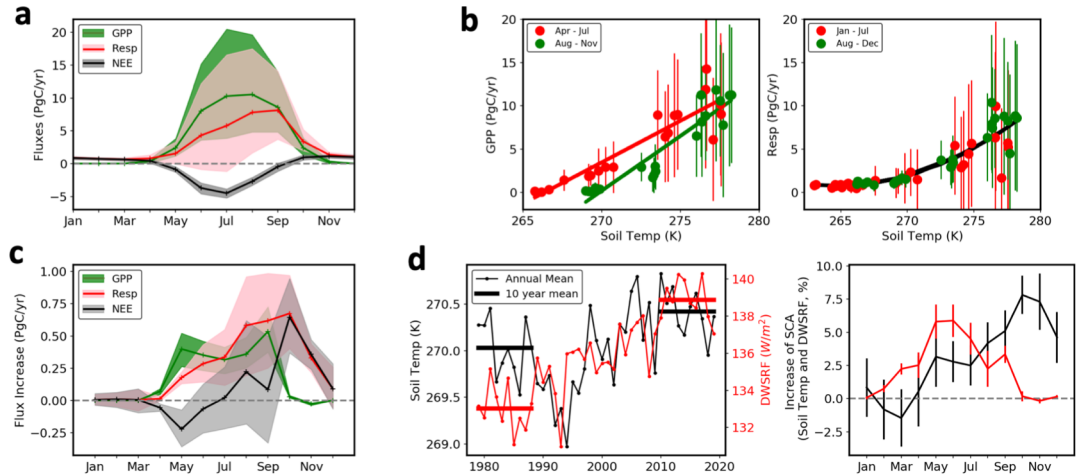 a
20
15
10
5
0
−5
Fluxes (PgC/yr)
GPP
Resp
NEE
Jan
Mar
May
Jul
Sep
Nov
b
20
15
10
5
0
GPP (PgC/yr)
Apr - Jul
Aug - Nov
265
270
275
280
Soil Temp (K)
20
15
10
5
0
Resp (PgC/yr)
Jan - Jul
Aug - Dec
265
270
275
280
Soil Temp (K)
c
1.00
0.75
0.50
0.25
0.00
−0.25
Flux Increase (PgC/yr)
GPP
Resp
NEE
Jan
Mar
May
Jul
Sep
Nov
d
270.5
270.0
269.5
269.0
Soil Temp (K)
Annual Mean
10 year mean
140
138
136
134
132
DWSRF (W/m²)
1980
1990
2000
2010
2020
10.0
7.5
5.0
2.5
0.0
−2.5
Increase of SCA
(Soil Temp and DWSRF, %)
Jan
Mar
May
Jul
Sep
Nov